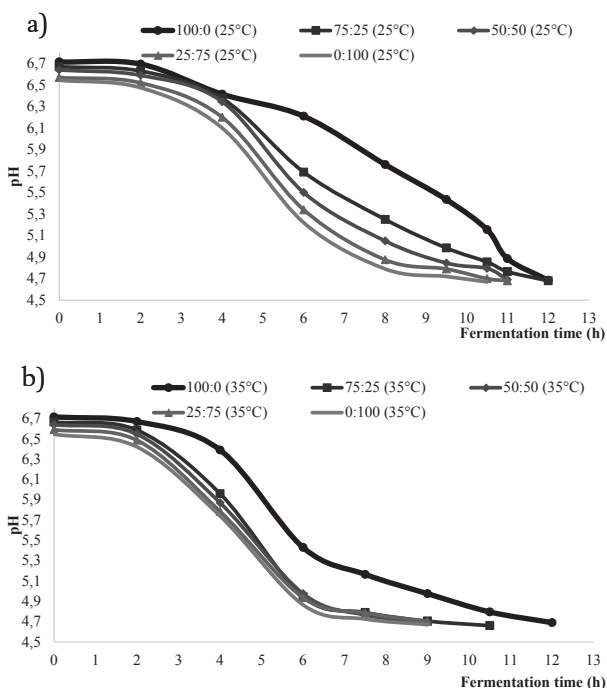 a)
100:0 (25°C) 75:25 (25°C) 50:50 (25°C)
25:75 (25°C) 0:100 (25°C)
6,7
6,5
6,3
6,1
5,9
5,7
5,5
5,3
5,1
4,9
4,7
4,5
pH
0 1 2 3 4 5 6 7 8 9 10 11 12 13
Fermentation time (h)
b)
100:0 (35°C) 75:25 (35°C) 50:50 (35°C)
25:75 (35°C) 0:100 (35°C)
6,7
6,5
6,3
6,1
5,9
5,7
5,5
5,3
5,1
4,9
4,7
4,5
pH
0 1 2 3 4 5 6 7 8 9 10 11 12 13
Fermentation time (h)